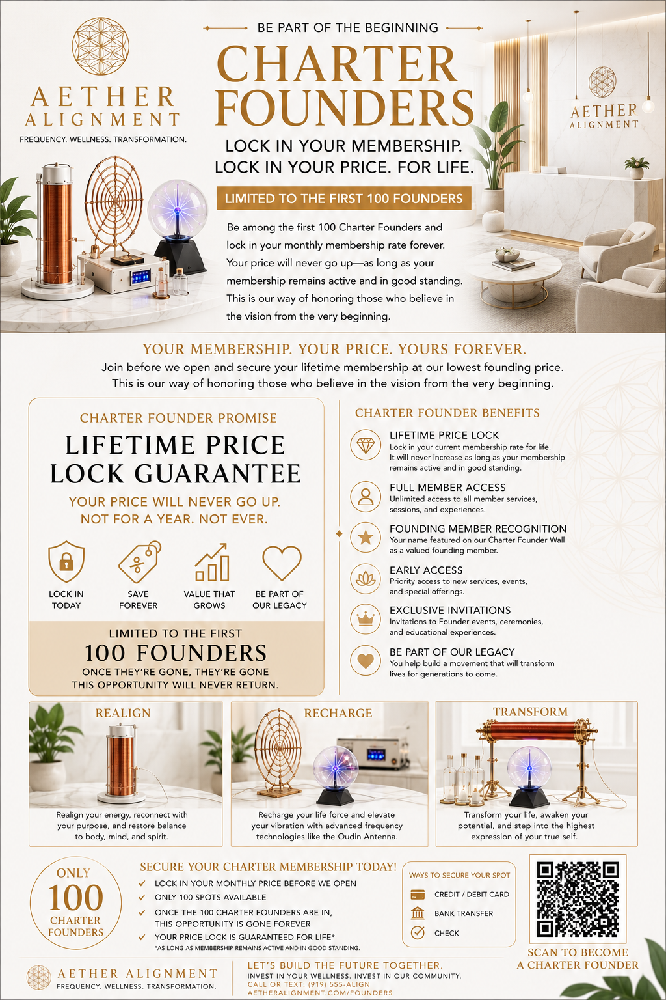 AETHER
ALIGNMENT
FREQUENCY. WELLNESS. TRANSFORMATION.
BE PART OF THE BEGINNING
CHARTER
FOUNDERS
LOCK IN YOUR MEMBERSHIP.
LOCK IN YOUR PRICE. FOR LIFE.
LIMITED TO THE FIRST 100 FOUNDERS
Be among the first 100 Charter Founders and
lock in your monthly membership rate forever.
Your price will never go up—as long as your
membership remains active and in good standing.
This is our way of honoring those who believe in
the vision from the very beginning.
AETHER
ALIGNMENT
YOUR MEMBERSHIP. YOUR PRICE. YOURS FOREVER.
Join before we open and secure your lifetime membership at our lowest founding price.
This is our way of honoring those who believe in the vision from the very beginning.
CHARTER FOUNDER PROMISE
LIFETIME PRICE
LOCK GUARANTEE
YOUR PRICE WILL NEVER GO UP.
NOT FOR A YEAR. NOT EVER.
LOCK IN
TODAY
SAVE
FOREVER
VALUE THAT
GROWS
BE PART OF
OUR LEGACY
LIMITED TO THE FIRST
100 FOUNDERS
ONCE THEY'RE GONE, THEY'RE GONE
THIS OPPORTUNITY WILL NEVER RETURN.
CHARTER FOUNDER BENEFITS
LIFETIME PRICE LOCK
Lock in your current membership rate for life.
It will never increase as long as your membership
remains active and in good standing.
FULL MEMBER ACCESS
Unlimited access to all member services,
sessions, and experiences.
FOUNDING MEMBER RECOGNITION
Your name featured on our Charter Founder Wall
as a valued founding member.
EARLY ACCESS
Priority access to new services, events,
and special offerings.
EXCLUSIVE INVITATIONS
Invitations to Founder events, ceremonies,
and educational experiences.
BE PART OF OUR LEGACY
You help build a movement that will transform
lives for generations to come.
REALIGN
Realign your energy, reconnect with
your purpose, and restore balance
to body, mind, and spirit.
RECHARGE
Recharge your life force and elevate
your vibration with advanced frequency
technologies like the Oudin Antenna.
TRANSFORM
Transform your life, awaken your
potential, and step into the highest
expression of your true self.
ONLY
100
CHARTER
FOUNDERS
SECURE YOUR CHARTER MEMBERSHIP TODAY!
LOCK IN YOUR MONTHLY PRICE BEFORE WE OPEN
ONLY 100 SPOTS AVAILABLE
ONCE THE 100 CHARTER FOUNDERS ARE IN,
THIS OPPORTUNITY IS GONE FOREVER
YOUR PRICE LOCK IS GUARANTEED FOR LIFE*
*AS LONG AS MEMBERSHIP REMAINS ACTIVE AND IN GOOD STANDING.
WAYS TO SECURE YOUR SPOT
CREDIT / DEBIT CARD
BANK TRANSFER
CHECK
SCAN TO BECOME
A CHARTER FOUNDER
AETHER ALIGNMENT
FREQUENCY. WELLNESS. TRANSFORMATION.
LET'S BUILD THE FUTURE TOGETHER.
INVEST IN YOUR WELLNESS. INVEST IN OUR COMMUNITY.
CALL OR TEXT: (919) 555-ALIGN
AETHERALIGNMENT.COM/FOUNDERS